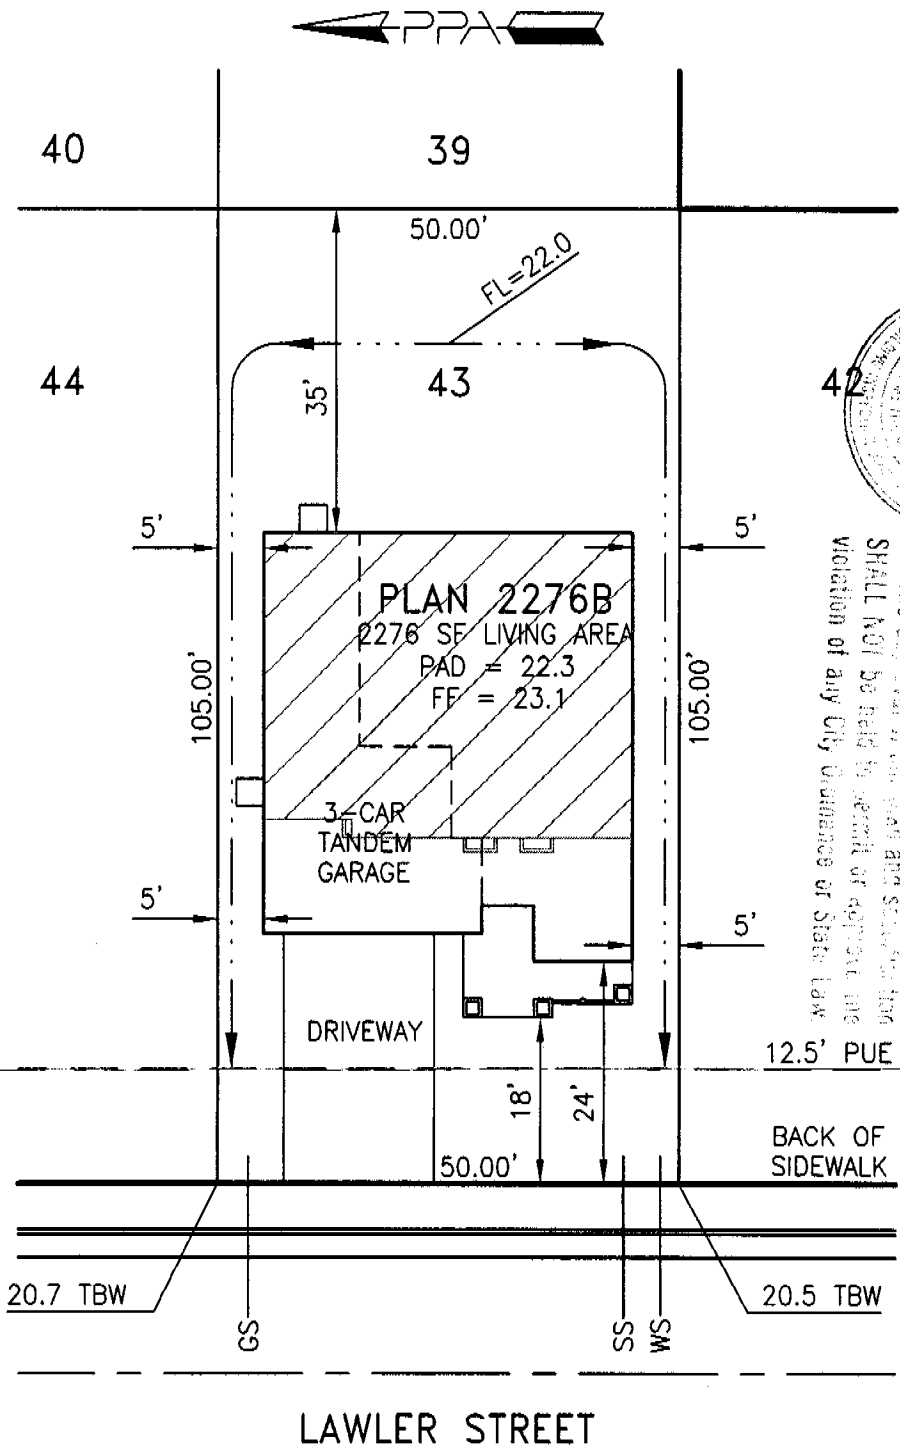 PPA
40
39
50.00'
FL=22.0
44
43
42
35'
5'
5'
PLAN 2276B
2276 SF LIVING AREA
PAD = 22.3
FF = 23.1
105.00'
105.00'
SHALL NOT be held to permit or approve the
violation of any City Ordinance or State Law.
3-CAR
TANDEM
GARAGE
5'
5'
DRIVEWAY
12.5' PUE
18'
24'
BACK OF
SIDEWALK
50.00'
20.7 TBW
20.5 TBW
GS
SS
WS
LAWLER STREET